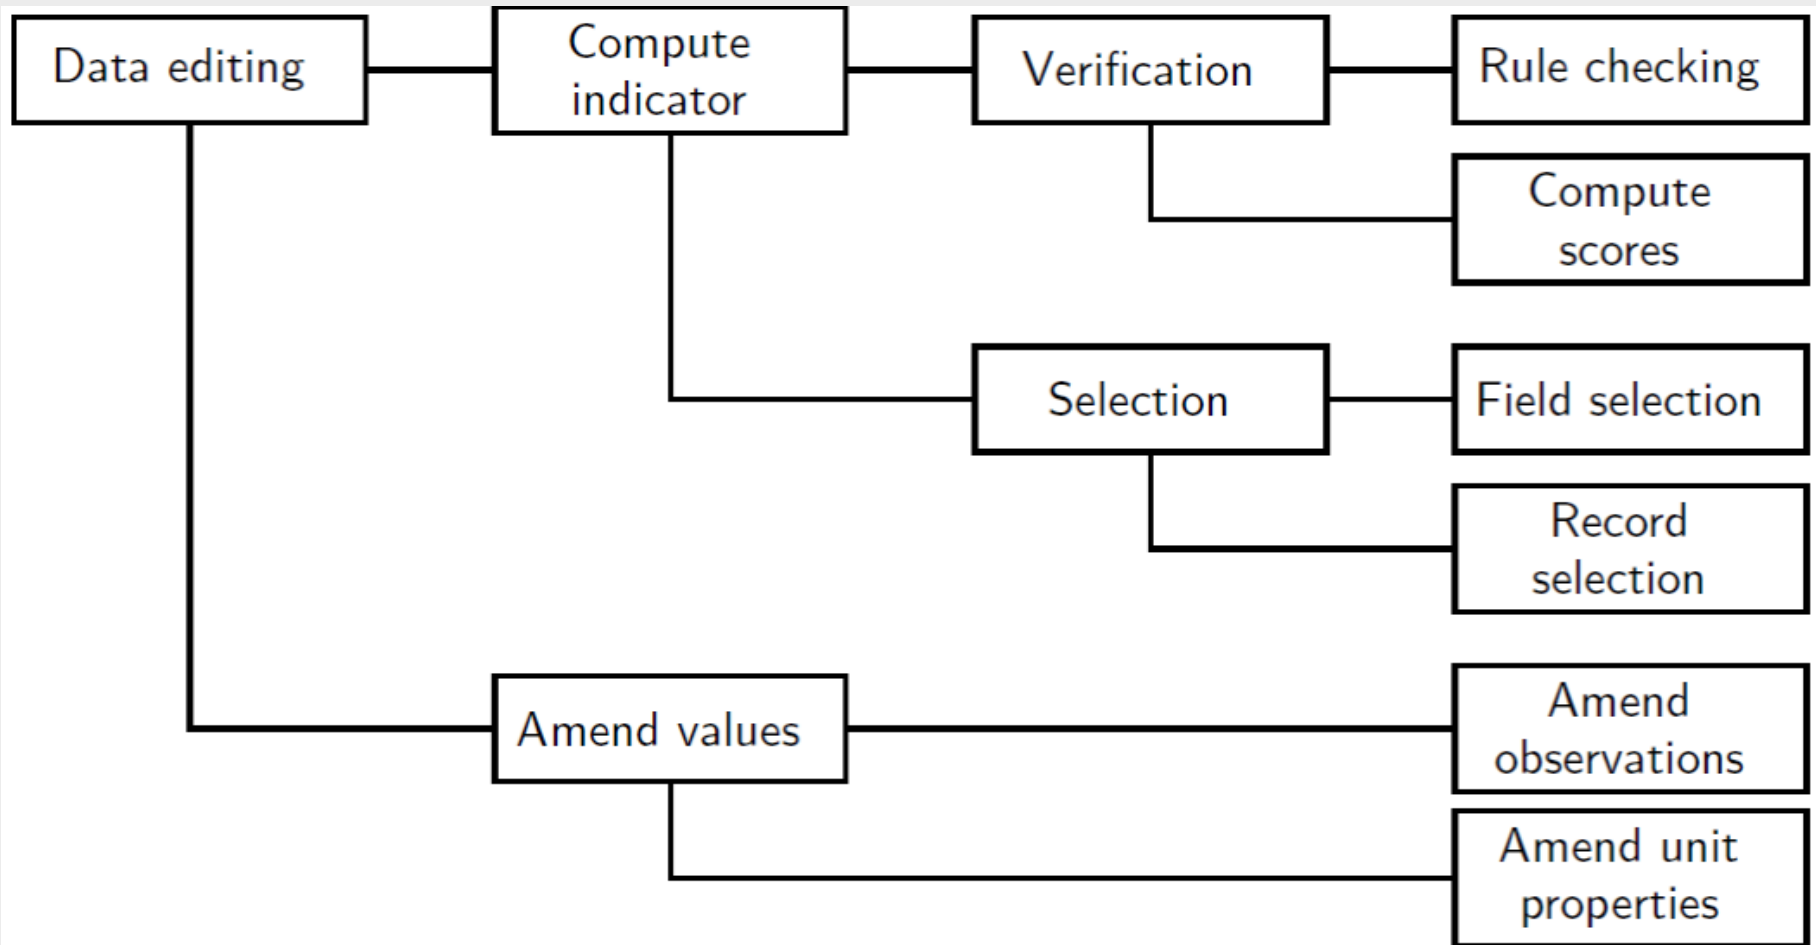 Data editing
Compute
indicator
Verification
Rule checking
Compute
scores
Selection
Field selection
Record
selection
Amend values
Amend
observations
Amend unit
properties